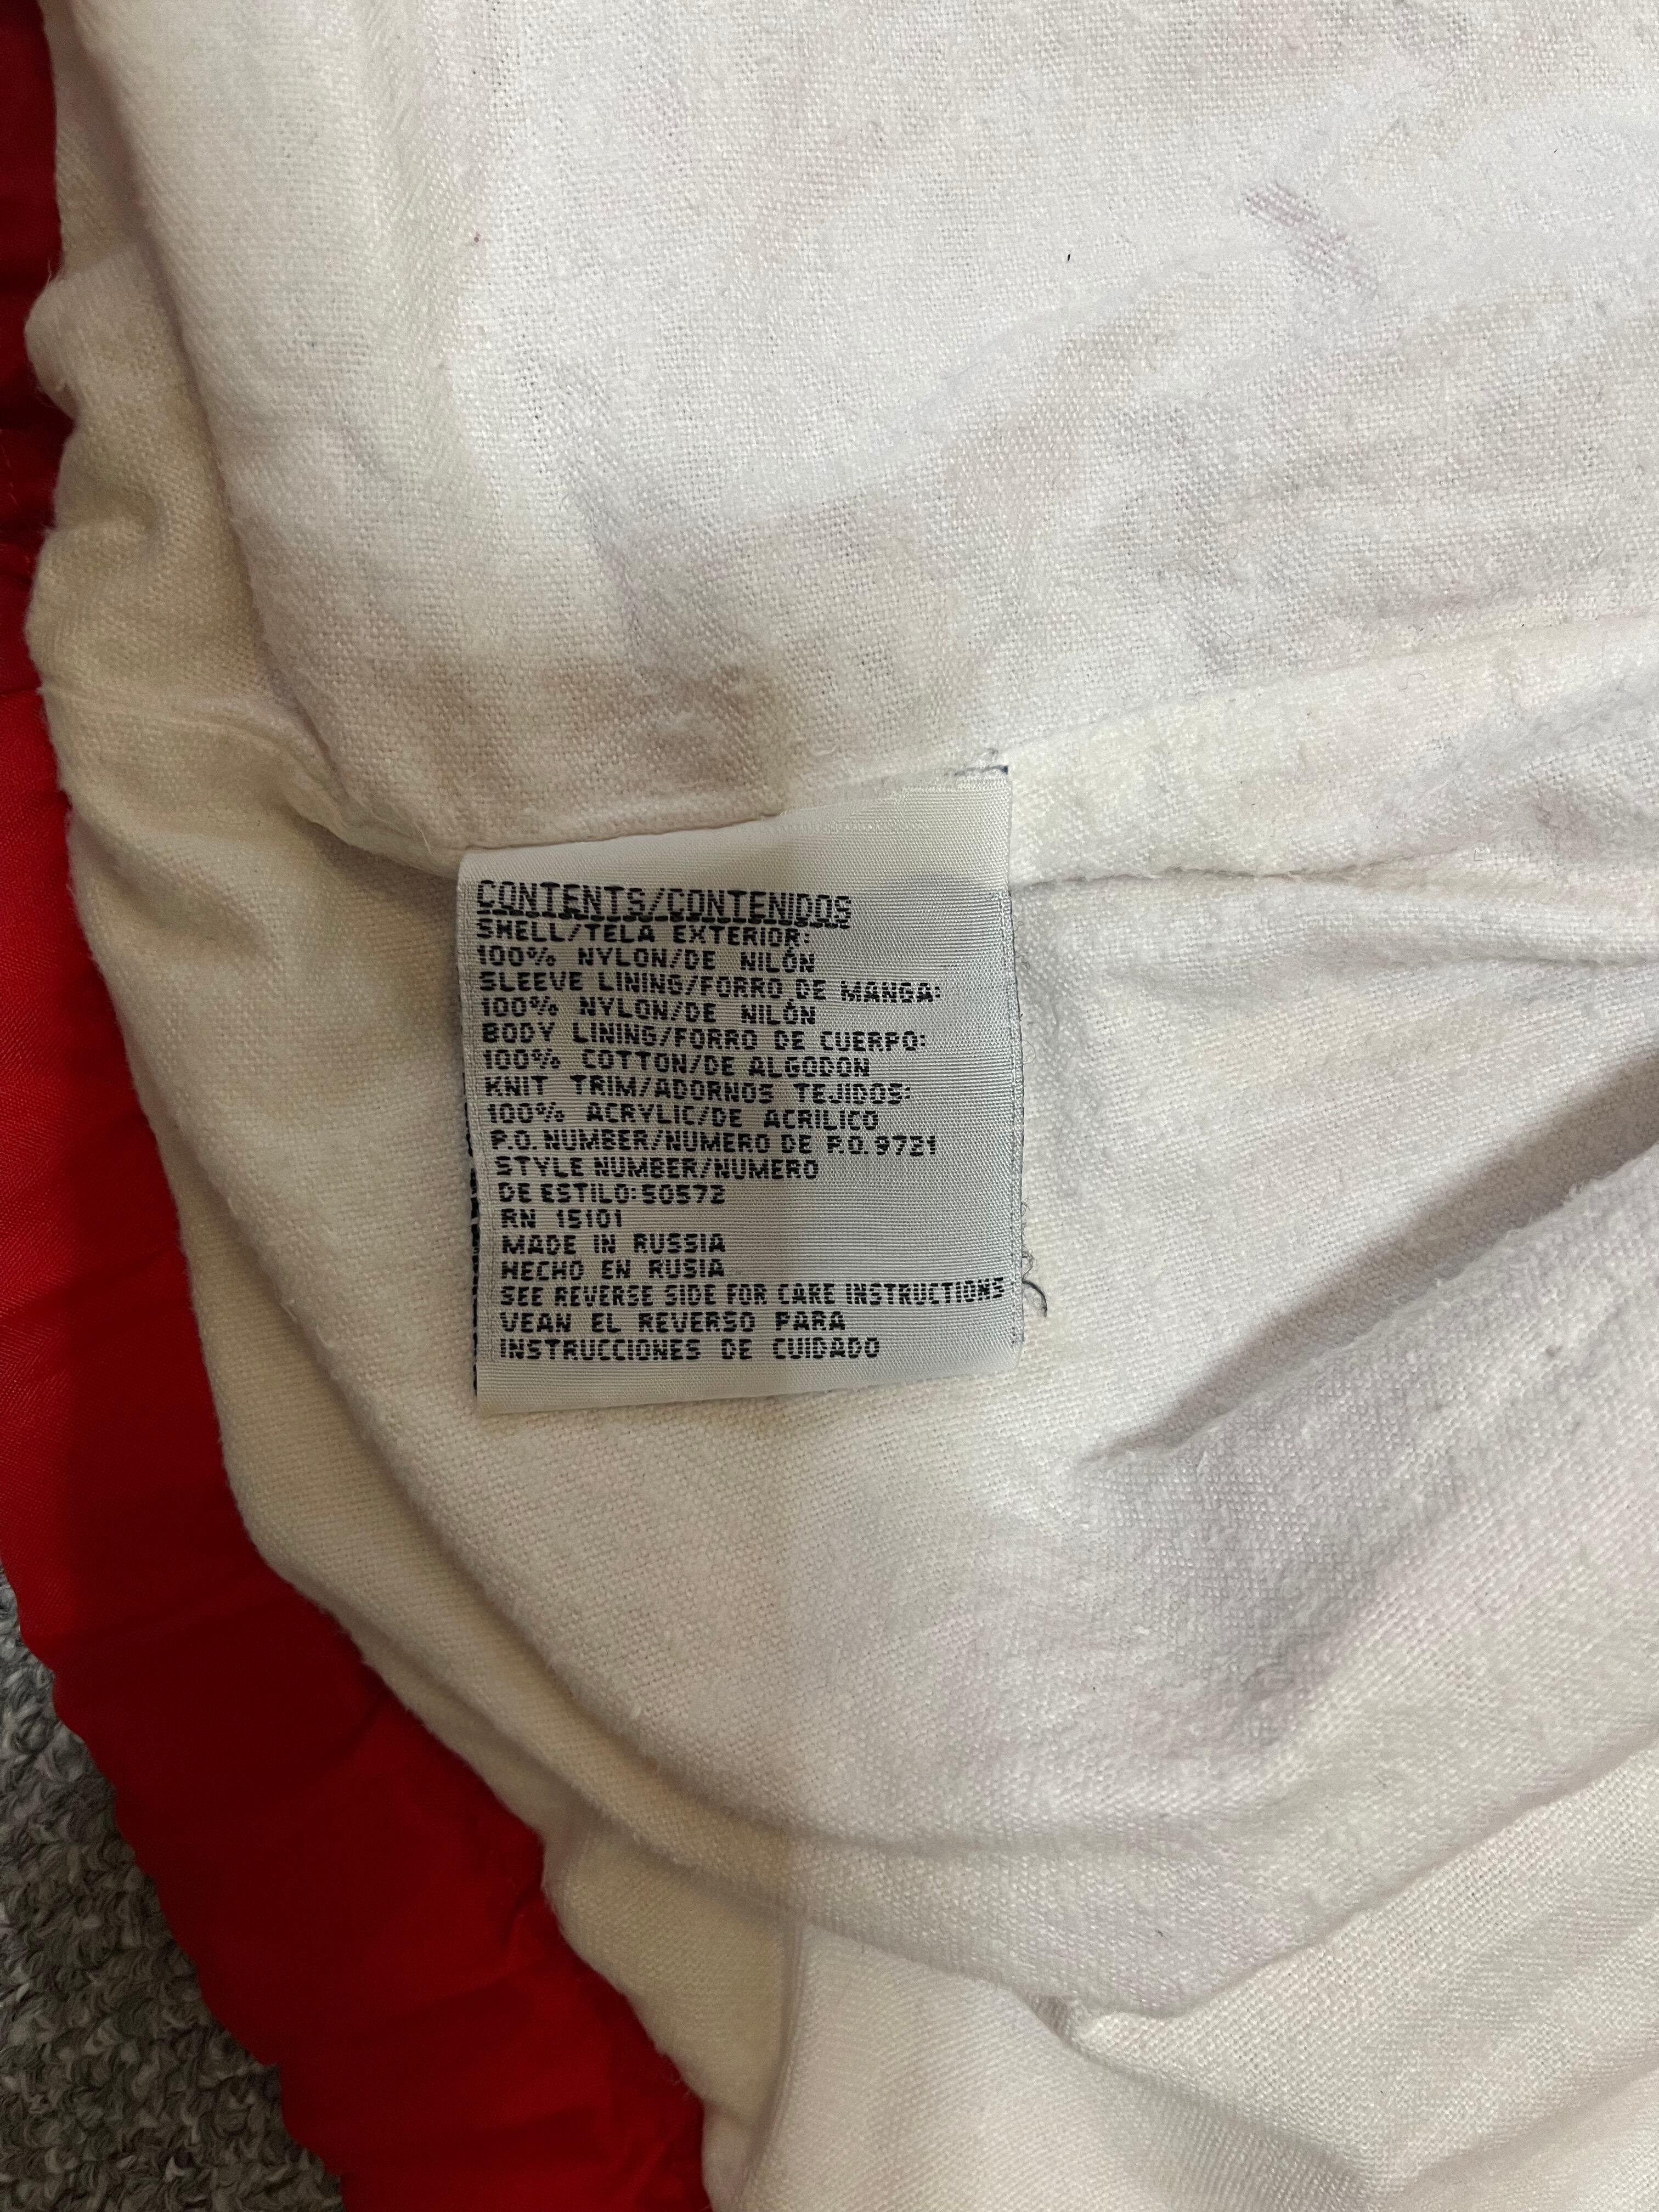 CONTENTS/CONTENIDOS
SHELL/TELA EXTERIOR:
100% NYLON/DE NILÓN
SLEEVE LINING/FORRO DE MANGA:
100% NYLON/DE NILÓN
BODY LINING/FORRO DE CUERPO:
100% COTTON/DE ALGODON
KNIT TRIM/ADORNOS TEJIDOS:
100% ACRYLIC/DE ACRILICO
P.O. NUMBER/NUMERO DE P.O. 9721
STYLE NUMBER/NUMERO
DE ESTILO: 50572
RN 15101
MADE IN RUSSIA
HECHO EN RUSIA
SEE REVERSE SIDE FOR CARE INSTRUCTIONS
VEAN EL REVERSO PARA
INSTRUCCIONES DE CUIDADO